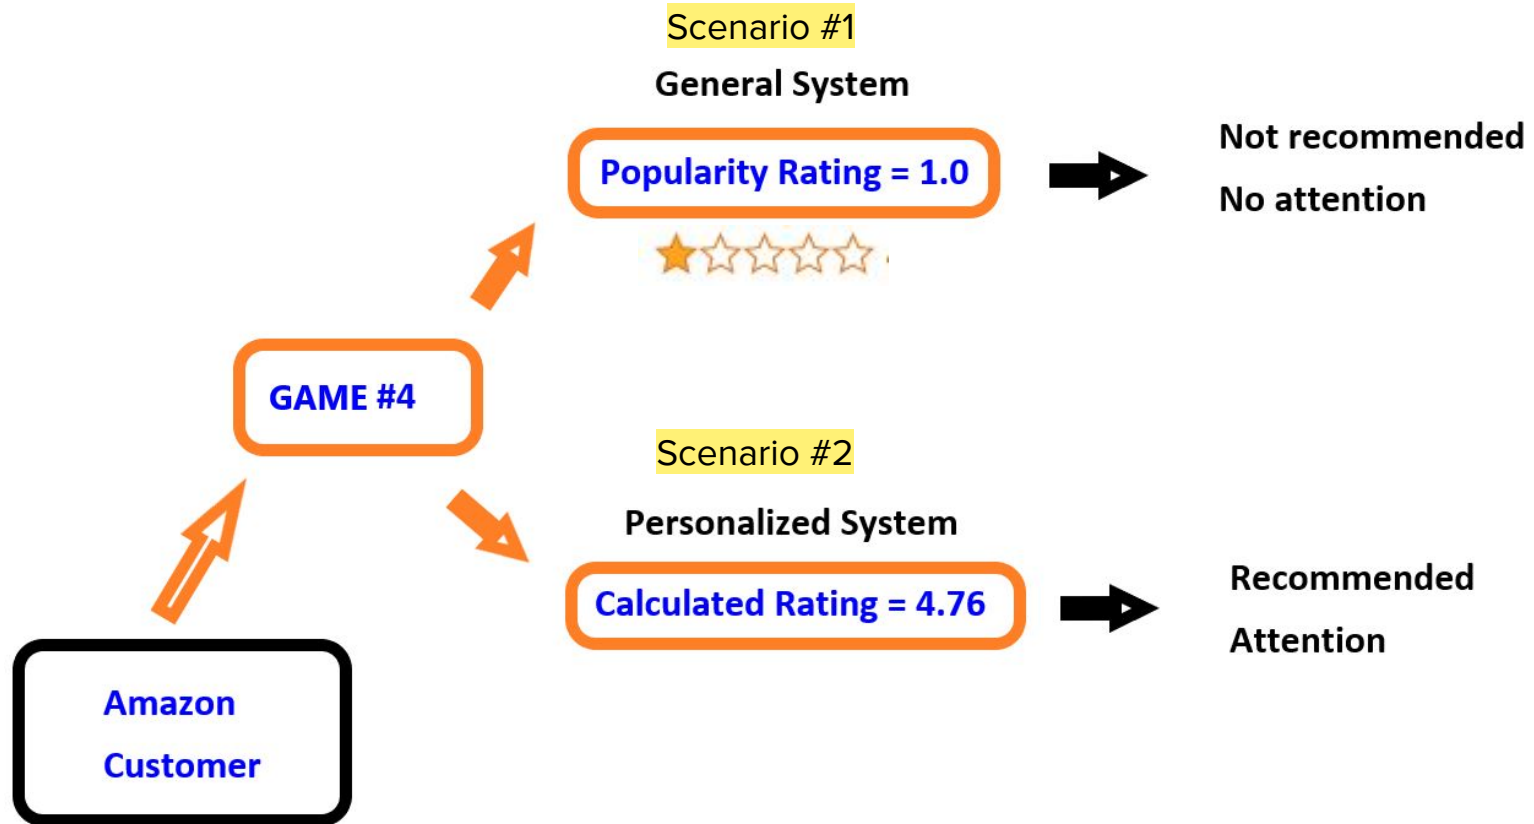 Scenario #1
General System
Popularity Rating = 1.0
Not recommended
No attention
GAME #4
Scenario #2
Personalized System
Calculated Rating = 4.76
Recommended
Attention
Amazon
Customer